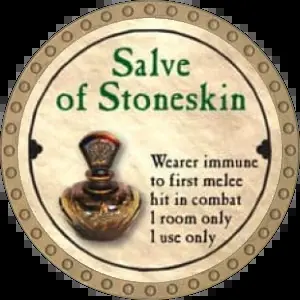 Salve
of Stoneskin
Wearer immune
to first melee
hit in combat
1 room only
1 use only